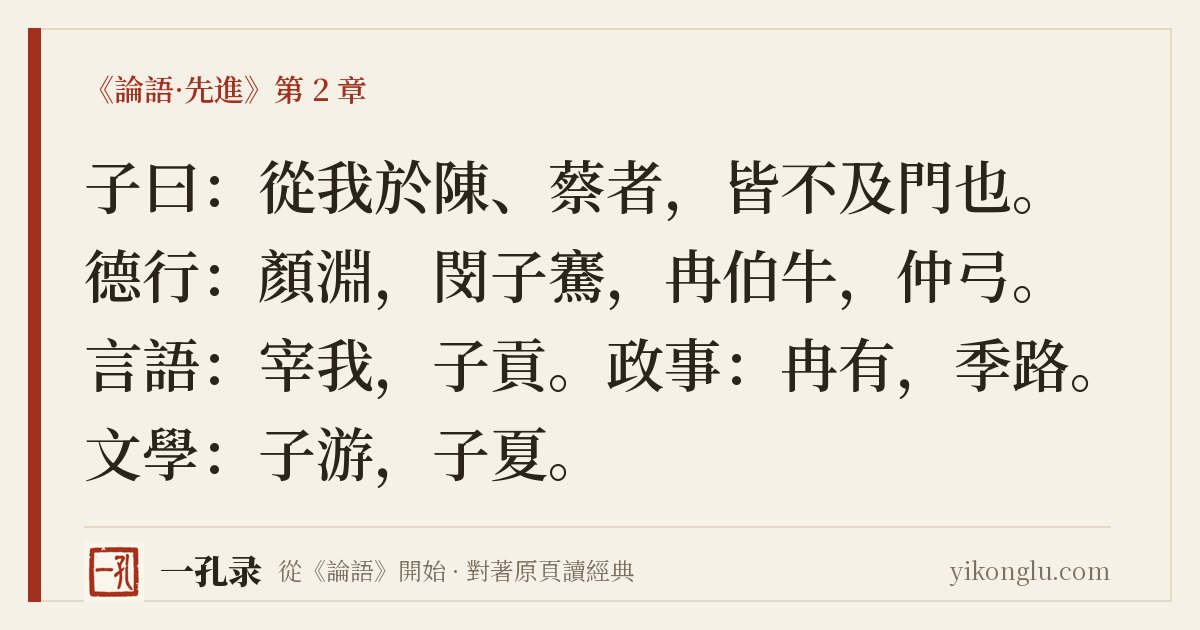 《論語·先進》第 2 章
子曰：從我於陳、蔡者，皆不及門也。
德行：顏淵，閔子騫，冉伯牛，仲弓。
言語：宰我，子貢。政事：冉有，季路。
文學：子游，子夏。
一孔
一孔录 從《論語》開始 · 對著原頁讀經典
yikonglu.com